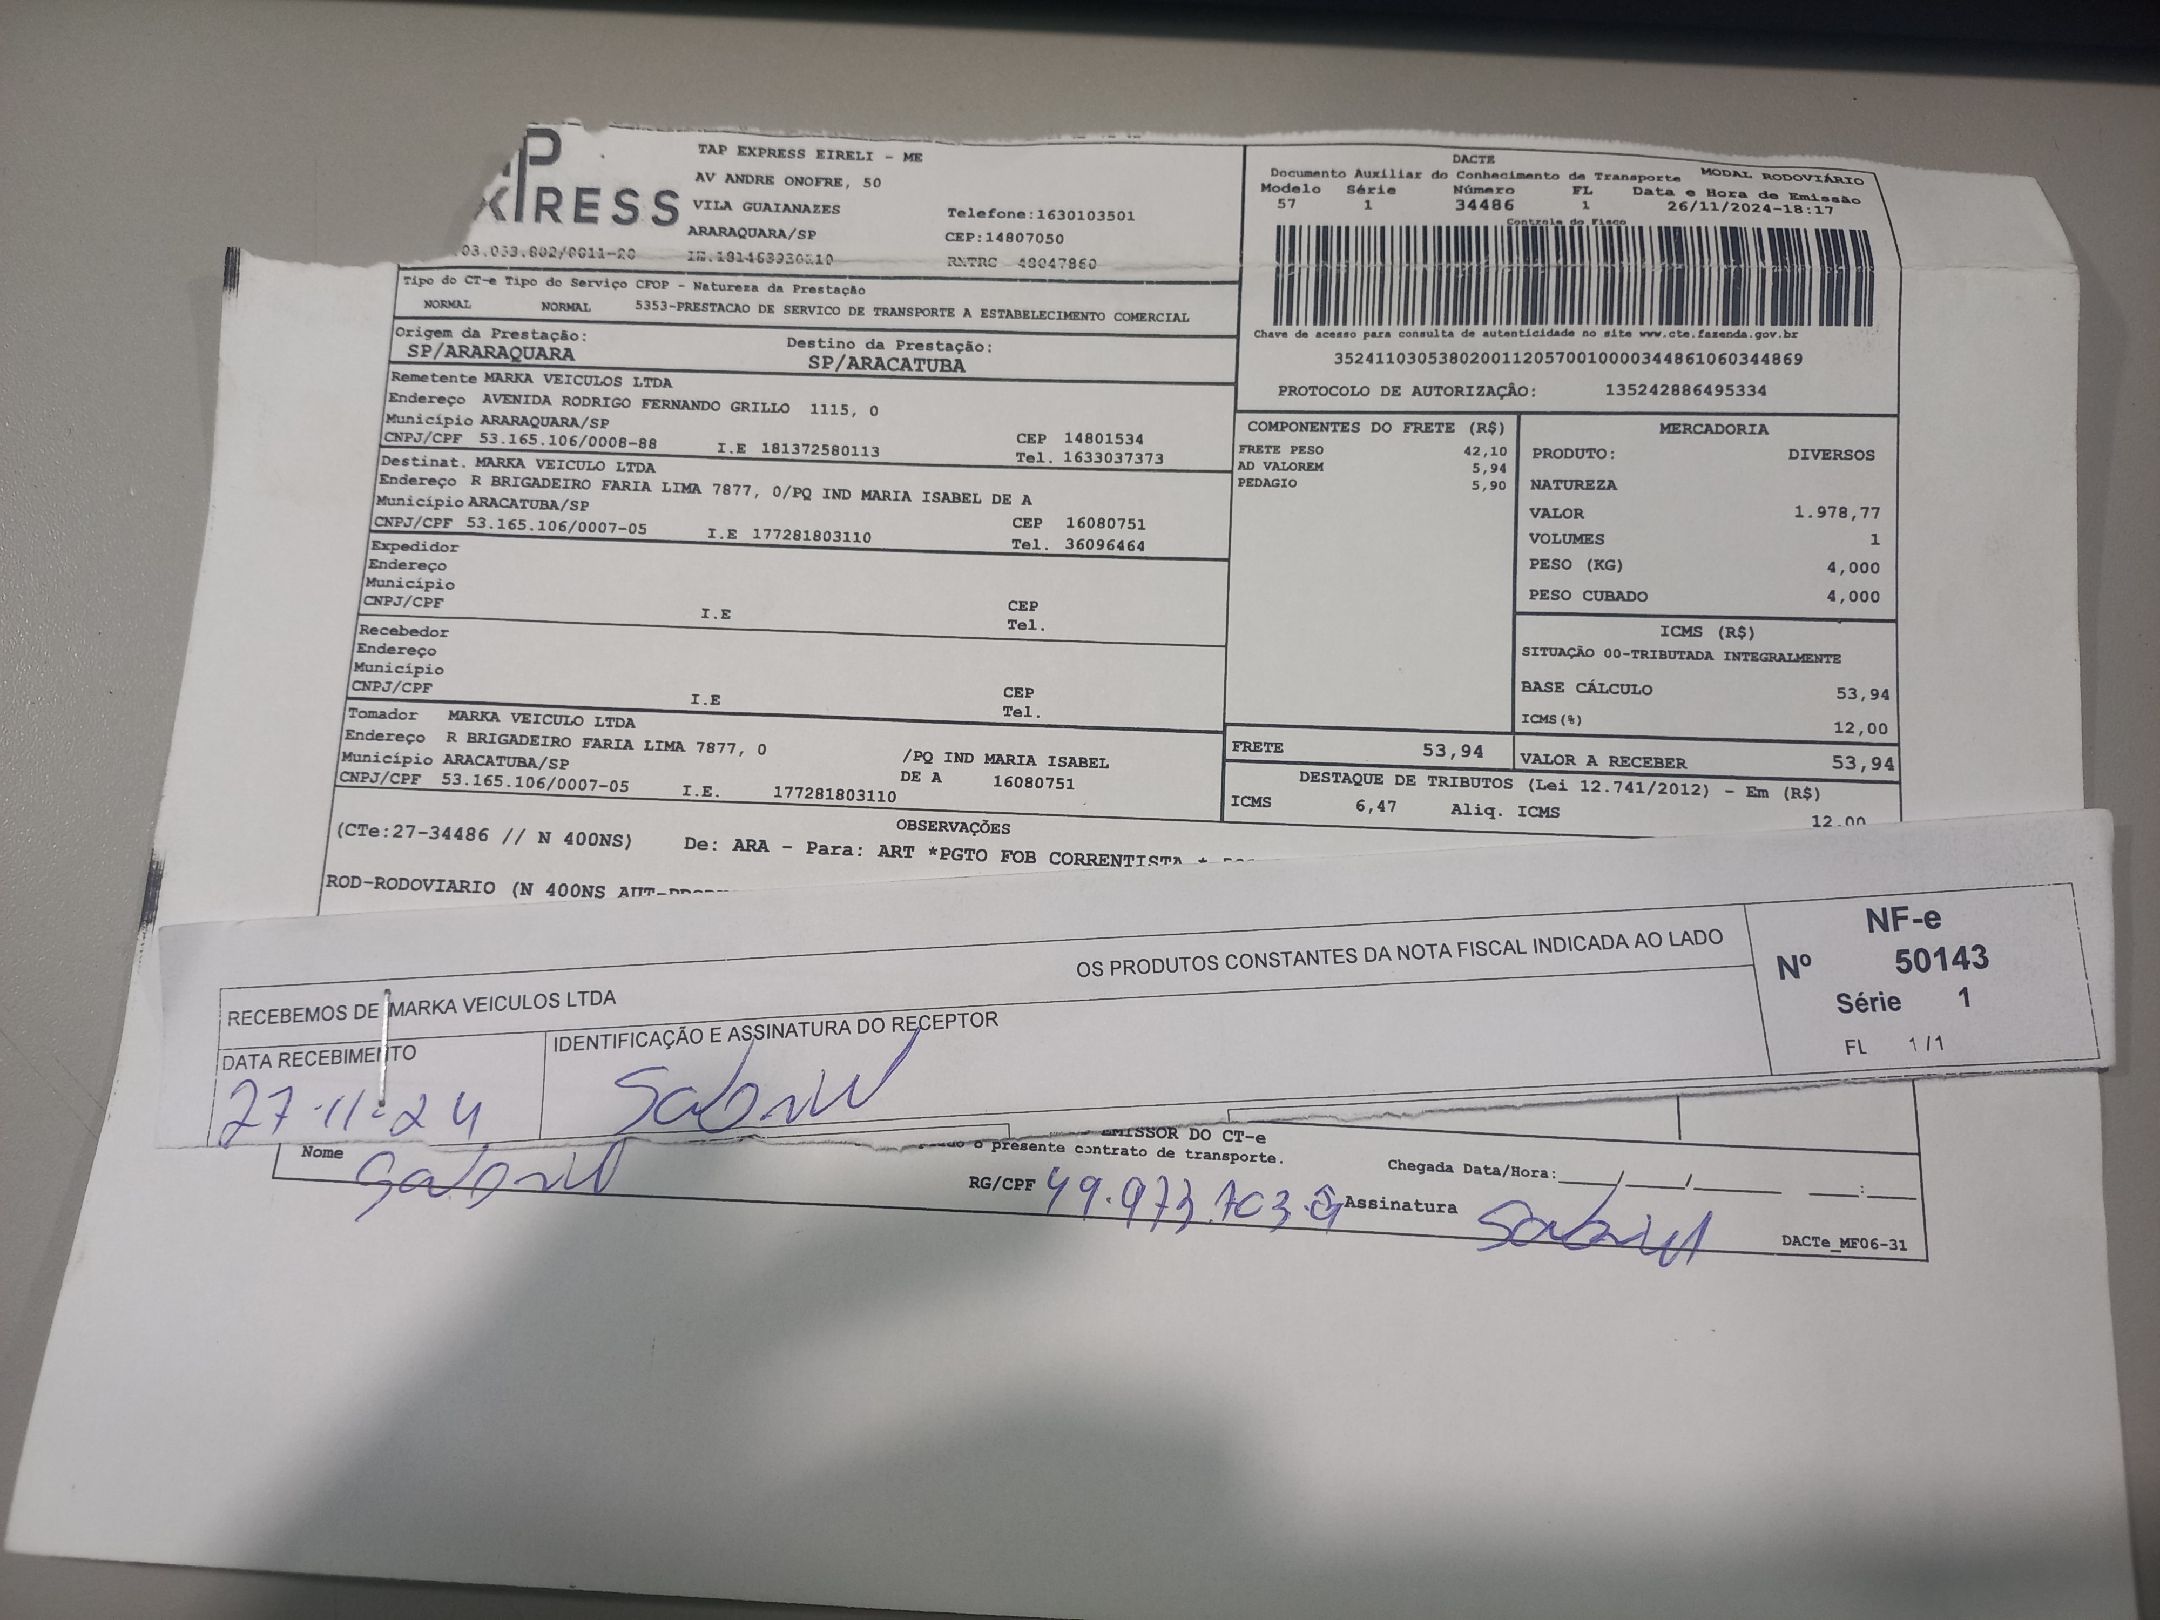 XPRESS
TAP EXPRESS EIRELI - ME
AV ANDRE ONOFRE, 50
VILA GUAIANAZES
Telefone:1630103501
ARARAQUARA/SP
CEP:14807050
RNTRC 48047860
DACTE
Documento Auxiliar do Conhecimento de Transporte MODAL RODOVIÁRIO
Modelo Série Número FL Data e Hora de Emissão
57 1 34486 1 26/11/2024-18:17
Controle do Fisco
Chave de acesso para consulta de autenticidade no site www.cte.fazenda.gov.br
35241103053802001120570010000344861060344869
PROTOCOLO DE AUTORIZAÇÃO: 135242886495334
Tipo do CT-e Tipo do Serviço CFOP - Natureza da Prestação
NORMAL NORMAL 5353-PRESTACAO DE SERVICO DE TRANSPORTE A ESTABELECIMENTO COMERCIAL
Origem da Prestação: Destino da Prestação:
SP/ARARAQUARA SP/ARACATUBA
Remetente MARKA VEICULOS LTDA
Endereço AVENIDA RODRIGO FERNANDO GRILLO 1115, 0
Município ARARAQUARA/SP CEP 14801534
CNPJ/CPF 53.165.106/0008-88 I.E 181372580113 Tel. 1633037373
Destinat. MARKA VEICULO LTDA
Endereço R BRIGADEIRO FARIA LIMA 7877, 0/PQ IND MARIA ISABEL DE A
Município ARACATUBA/SP CEP 16080751
CNPJ/CPF 53.165.106/0007-05 I.E 177281803110 Tel. 36096464
Expedidor
Endereço
Município CEP
CNPJ/CPF I.E Tel.
Recebedor
Endereço
Município CEP
CNPJ/CPF I.E Tel.
Tomador MARKA VEICULO LTDA
Endereço R BRIGADEIRO FARIA LIMA 7877, 0 /PQ IND MARIA ISABEL
Município ARACATUBA/SP DE A 16080751
CNPJ/CPF 53.165.106/0007-05 I.E. 177281803110
COMPONENTES DO FRETE (R$)
FRETE PESO 42,10
AD VALOREM 5,94
PEDAGIO 5,90
MERCADORIA
PRODUTO: DIVERSOS
NATUREZA
VALOR 1.978,77
VOLUMES 1
PESO (KG) 4,000
PESO CUBADO 4,000
ICMS (R$)
SITUAÇÃO 00-TRIBUTADA INTEGRALMENTE
BASE CÁLCULO 53,94
ICMS(%) 12,00
FRETE 53,94 VALOR A RECEBER 53,94
DESTAQUE DE TRIBUTOS (Lei 12.741/2012) - Em (R$)
ICMS 6,47 Aliq. ICMS 12,00
OBSERVAÇÕES
(CTe:27-34486 // N 400NS) De: ARA - Para: ART *PGTO FOB CORRENTISTA *
ROD-RODOVIARIO (N 400NS
RECEBEMOS DE MARKA VEICULOS LTDA OS PRODUTOS CONSTANTES DA NOTA FISCAL INDICADA AO LADO
NF-e
Nº 50143
Série 1
FL 1/1
DATA RECEBIMENTO IDENTIFICAÇÃO E ASSINATURA DO RECEPTOR
27.11.24 Gabriel
EMISSOR DO CT-e
o presente contrato de transporte.
Nome Gabriel RG/CPF Assinatura Gabriel
Chegada Data/Hora:____/____/____ ___:___
DACTe_MF06-31